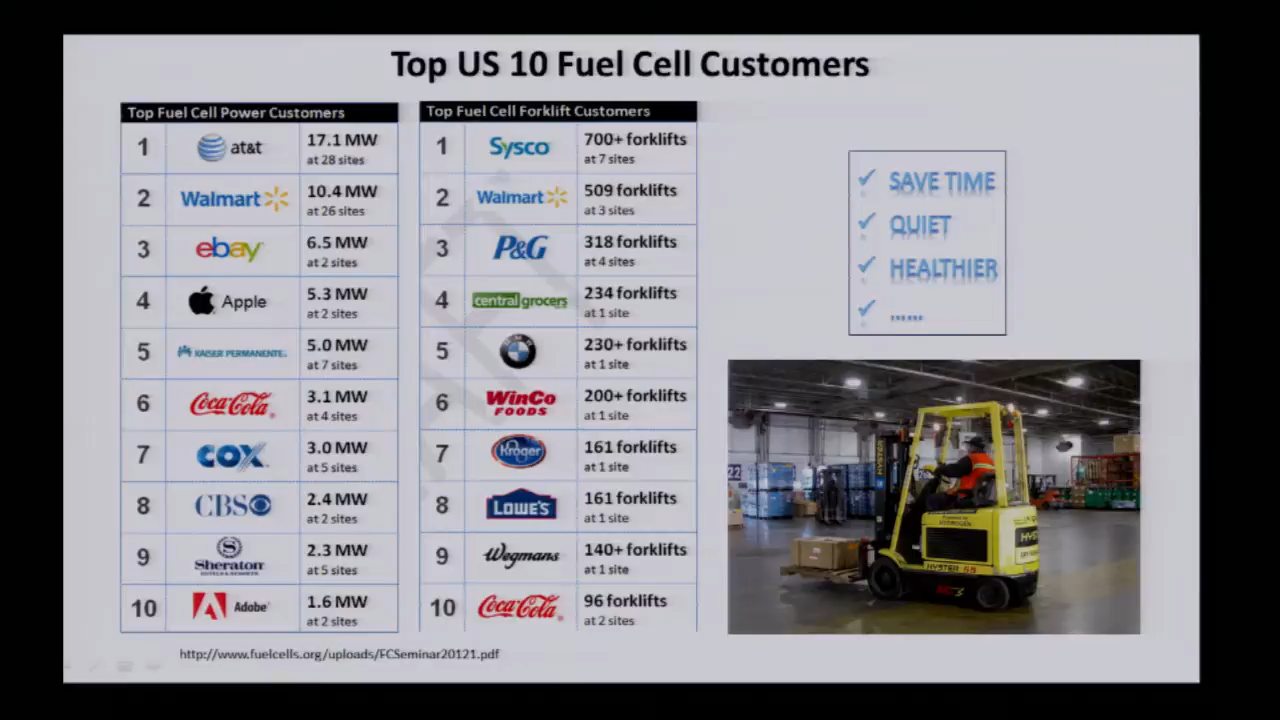 Top US 10 Fuel Cell Customers
Top Fuel Cell Power Customers
1 at&t 17.1 MW
at 28 sites
2 Walmart 10.4 MW
at 26 sites
3 ebay 6.5 MW
at 2 sites
4 Apple 5.3 MW
at 2 sites
5 KAISER PERMANENTE. 5.0 MW
at 7 sites
6 Coca-Cola 3.1 MW
at 4 sites
7 COX 3.0 MW
at 5 sites
8 CBS 2.4 MW
at 2 sites
9 Sheraton 2.3 MW
at 5 sites
10 Adobe 1.6 MW
at 2 sites
Top Fuel Cell Forklift Customers
1 Sysco 700+ forklifts
at 7 sites
2 Walmart 509 forklifts
at 3 sites
3 P&G 318 forklifts
at 4 sites
4 central grocers 234 forklifts
at 1 site
5 BMW 230+ forklifts
at 1 site
6 WinCo FOODS 200+ forklifts
at 1 site
7 Kroger 161 forklifts
at 1 site
8 LOWE'S 161 forklifts
at 1 site
9 Wegmans 140+ forklifts
at 1 site
10 Coca-Cola 96 forklifts
at 2 sites
✓ SAVE TIME
✓ QUIET
✓ HEALTHIER
✓ ......
22
HYSTER
HYDROGEN
HYSTER
http://www.fuelcells.org/uploads/FCSeminar20121.pdf